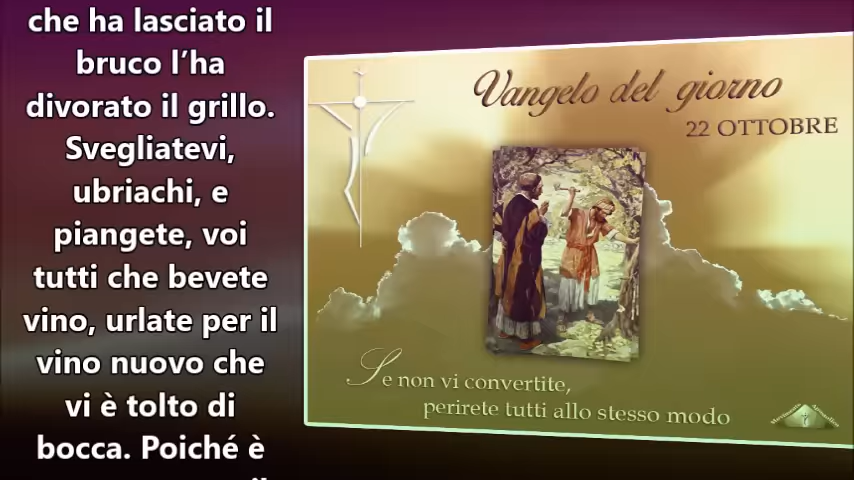 che ha lasciato il
bruco l’ha
divorato il grillo.
Svegliatevi,
ubriachi, e
piangete, voi
tutti che bevete
vino, urlate per il
vino nuovo che
vi è tolto di
bocca. Poiché è
Vangelo del giorno
22 OTTOBRE
Se non vi convertite,
perirete tutti allo stesso modo